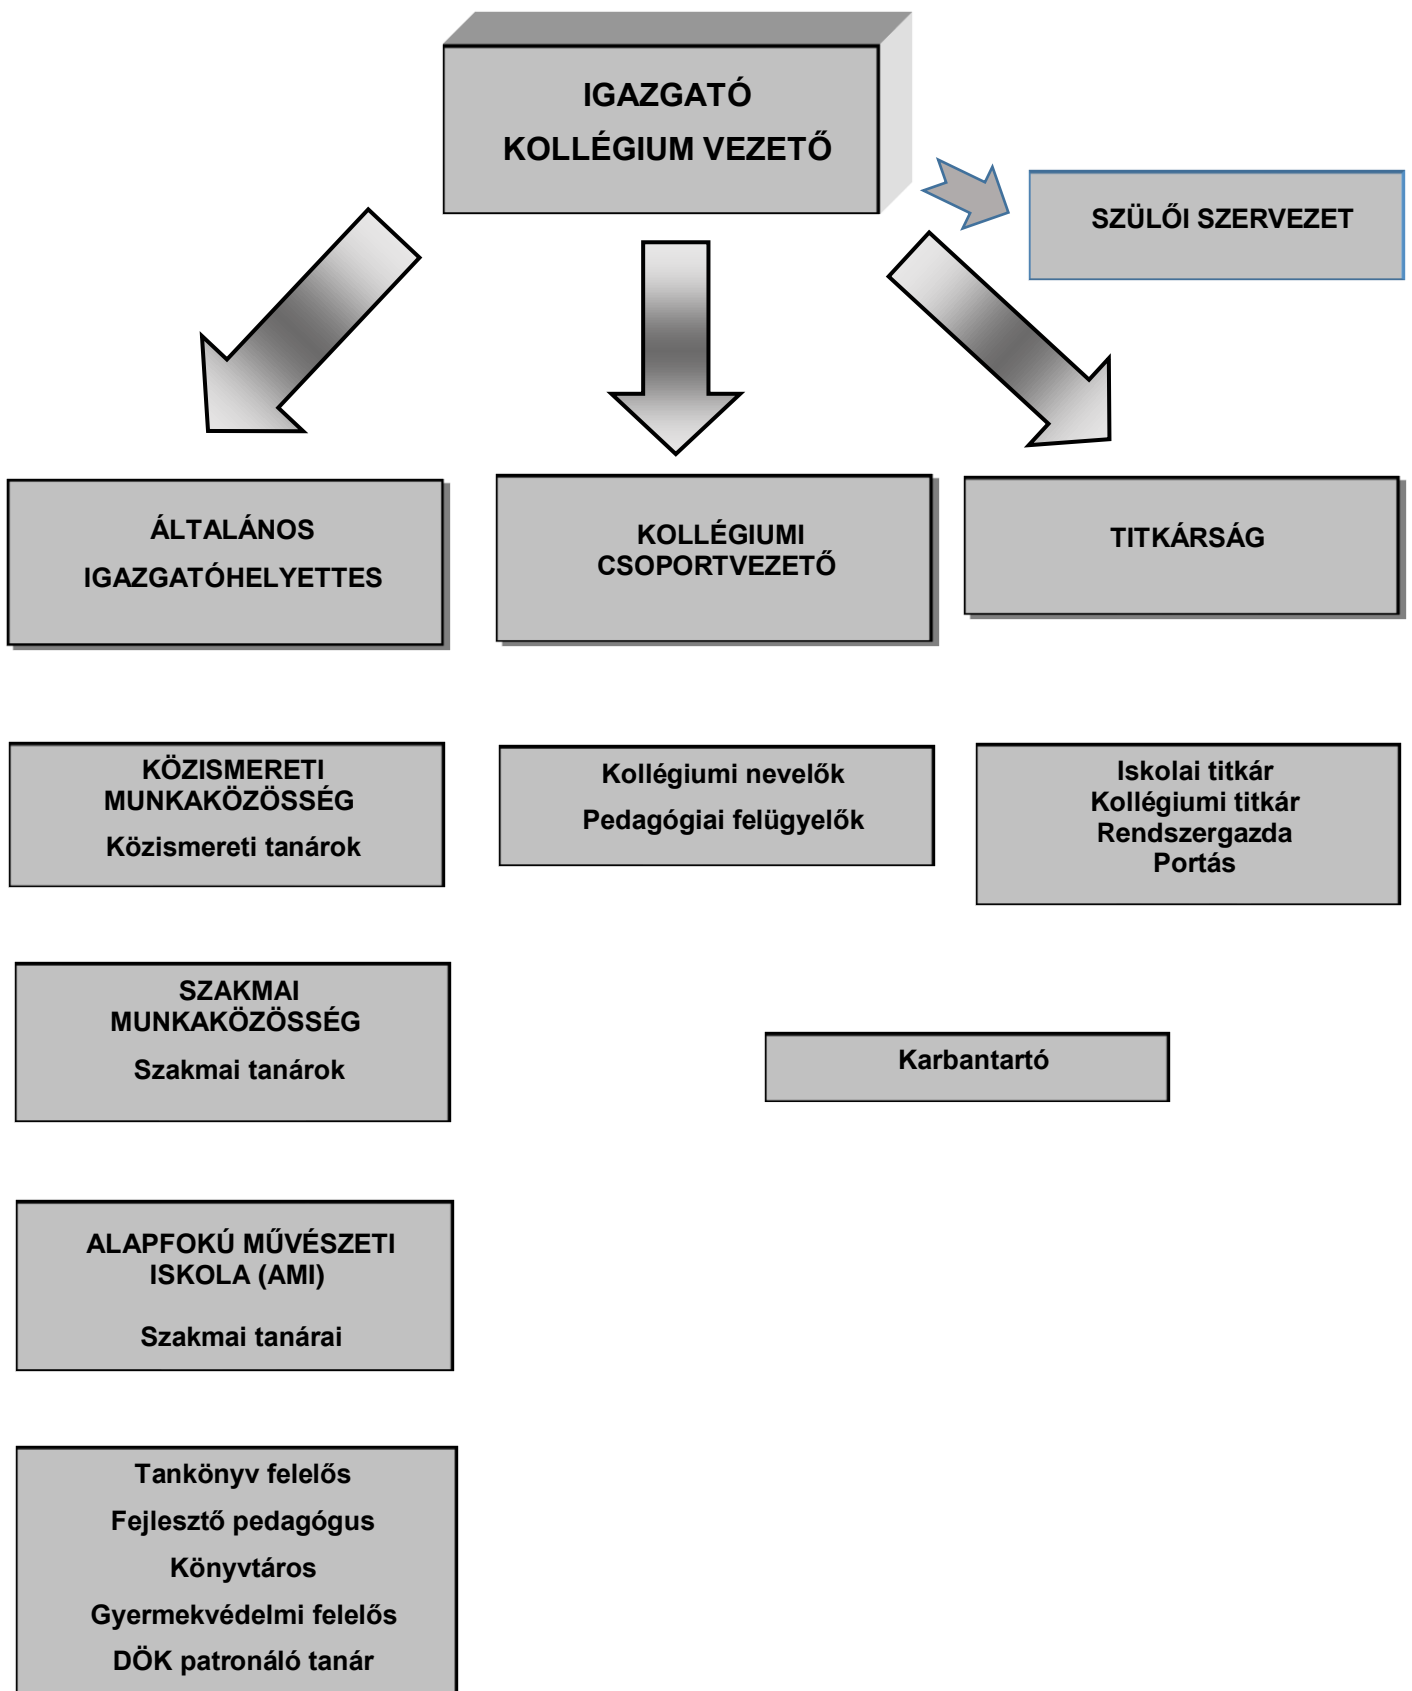 IGAZGATÓ
KOLLÉGIUM VEZETŐ
SZÜLŐI SZERVEZET
ÁLTALÁNOS
IGAZGATÓHELYETTES
KOLLÉGIUMI
CSOPORTVEZETŐ
TITKÁRSÁG
KÖZISMERETI
MUNKAKÖZÖSSÉG
Közismereti tanárok
Kollégiumi nevelők
Pedagógiai felügyelők
Iskolai titkár
Kollégiumi titkár
Rendszergazda
Portás
SZAKMAI
MUNKAKÖZÖSSÉG
Szakmai tanárok
Karbantartó
ALAPFOKÚ MŰVÉSZETI
ISKOLA (AMI)
Szakmai tanárai
Tankönyv felelős
Fejlesztő pedagógus
Könyvtáros
Gyermekvédelmi felelős
DÖK patronáló tanár